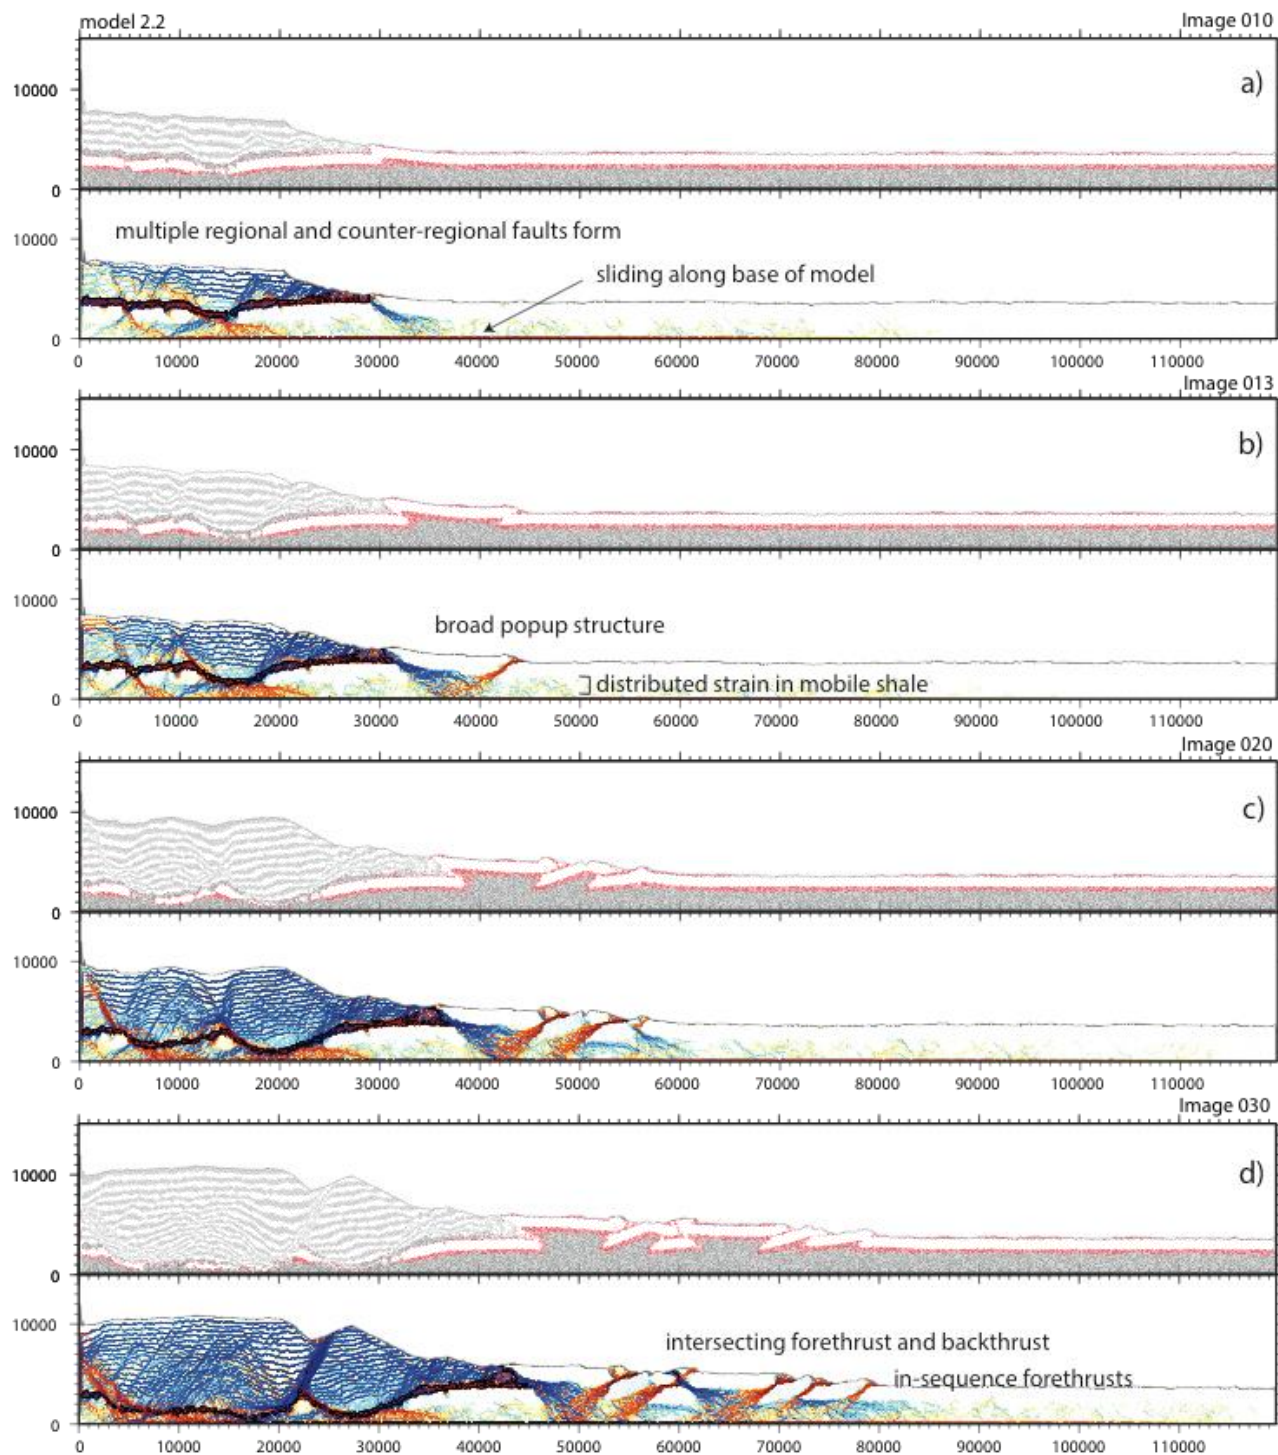 model 2.2 Image 010
10000 a)
0
multiple regional and counter-regional faults form
10000 sliding along base of model
0
0 10000 20000 30000 40000 50000 60000 70000 80000 90000 100000 110000
Image 013
10000 b)
0
10000 broad popup structure
distributed strain in mobile shale
0
0 10000 20000 30000 40000 50000 60000 70000 80000 90000 100000 110000
Image 020
10000 c)
0
10000
0
0 10000 20000 30000 40000 50000 60000 70000 80000 90000 100000 110000
Image 030
10000 d)
0
10000 intersecting forethrust and backthrust
in-sequence forethrusts
0
0 10000 20000 30000 40000 50000 60000 70000 80000 90000 100000 110000